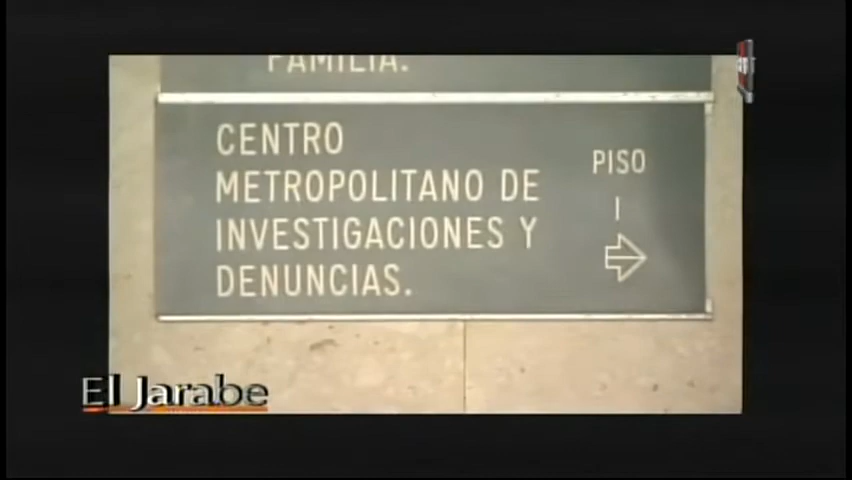 FAMILIA.
CENTRO
METROPOLITANO DE
INVESTIGACIONES Y
DENUNCIAS.
PISO
1
El Jarabe